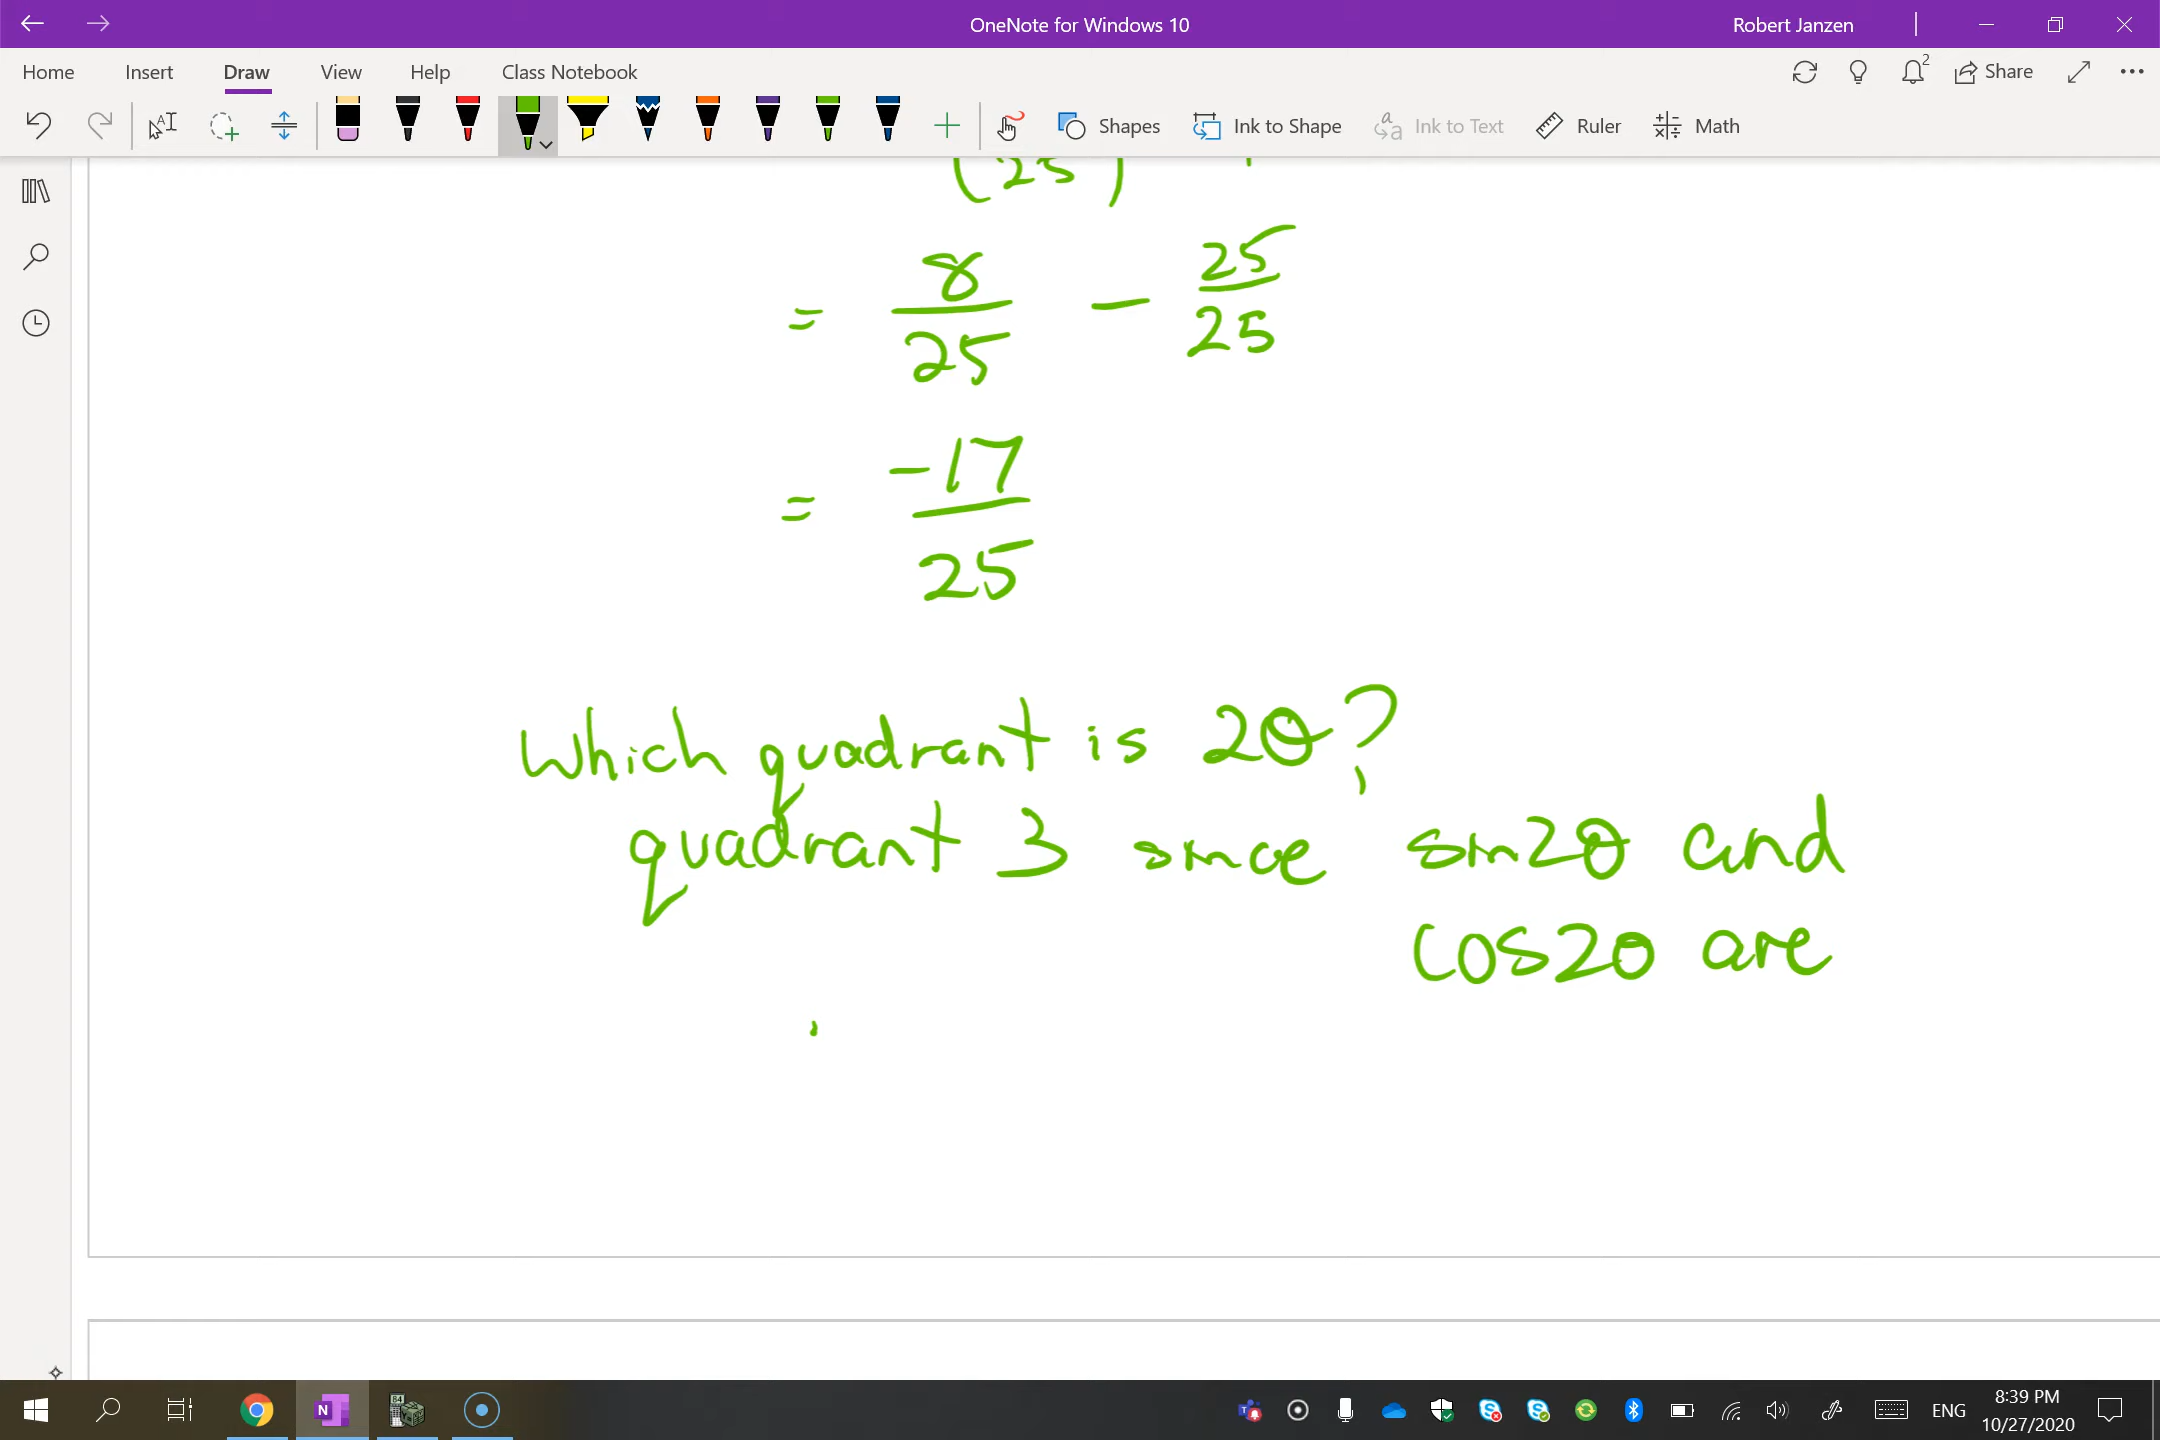 OneNote for Windows 10
Robert Janzen
Home Insert Draw View Help Class Notebook
2 Share
Shapes Ink to Shape Ink to Text Ruler Math
(25)
= 8/25 - 25/25
= -17/25
Which quadrant is 2θ?
quadrant 3 since sin2θ and
cos2θ are
8:39 PM
ENG
10/27/2020